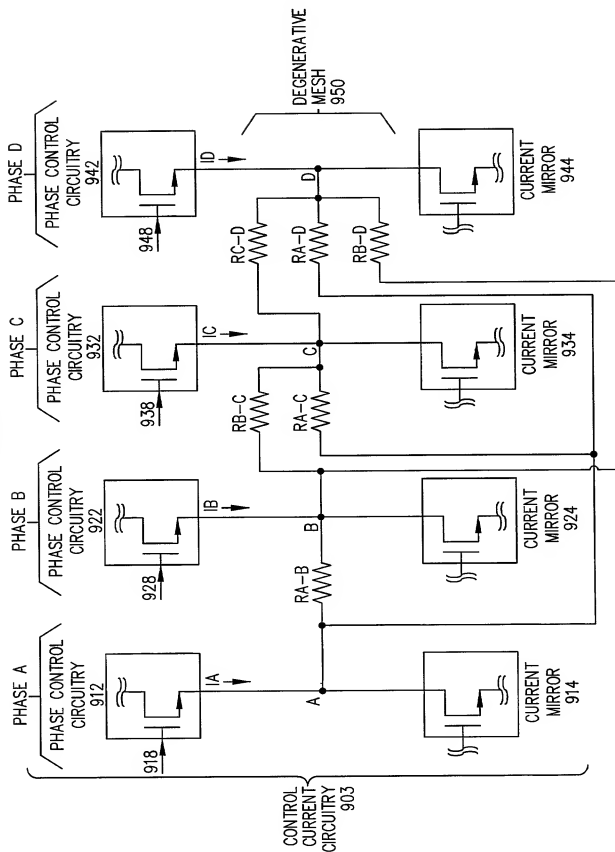 PHASE A
PHASE CONTROL
CIRCUITRY
912
918
IA
PHASE B
PHASE CONTROL
CIRCUITRY
922
928
IB
PHASE C
PHASE CONTROL
CIRCUITRY
932
938
IC
PHASE D
PHASE CONTROL
CIRCUITRY
942
948
ID
CONTROL
CURRENT
CIRCUITRY
903
DEGENERATIVE
MESH
950
A
RA-B
B
RB-C
RA-C
C
RC-D
RA-D
RB-D
D
CURRENT
MIRROR
914
CURRENT
MIRROR
924
CURRENT
MIRROR
934
CURRENT
MIRROR
944